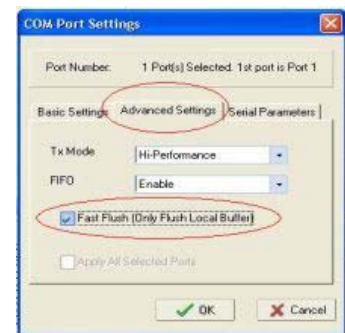 COM Port Settings
Port Number: 1 Port(s) Selected. 1st port is Port 1
Basic Settings Advanced Settings Serial Parameters
Tx Mode Hi-Performance
FIFO Enable
Fast Flush (Only Flush Local Buffer)
Apply All Selected Ports
OK Cancel